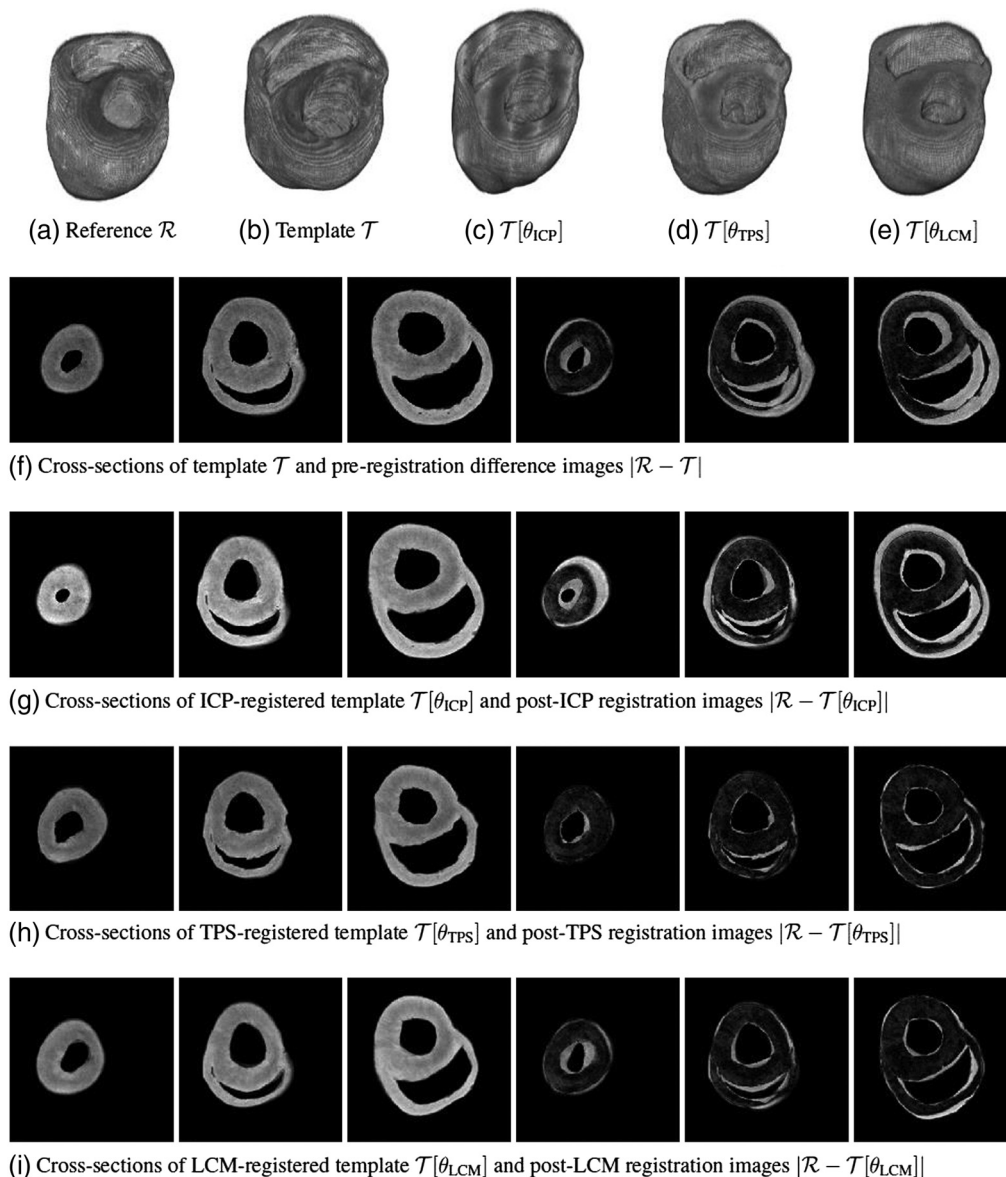 (a) Reference ℛ (b) Template 𝒯 (c) 𝒯[θ_ICP] (d) 𝒯[θ_TPS] (e) 𝒯[θ_LCM]
(f) Cross-sections of template 𝒯 and pre-registration difference images |ℛ − 𝒯|
(g) Cross-sections of ICP-registered template 𝒯[θ_ICP] and post-ICP registration images |ℛ − 𝒯[θ_ICP]|
(h) Cross-sections of TPS-registered template 𝒯[θ_TPS] and post-TPS registration images |ℛ − 𝒯[θ_TPS]|
(i) Cross-sections of LCM-registered template 𝒯[θ_LCM] and post-LCM registration images |ℛ − 𝒯[θ_LCM]|